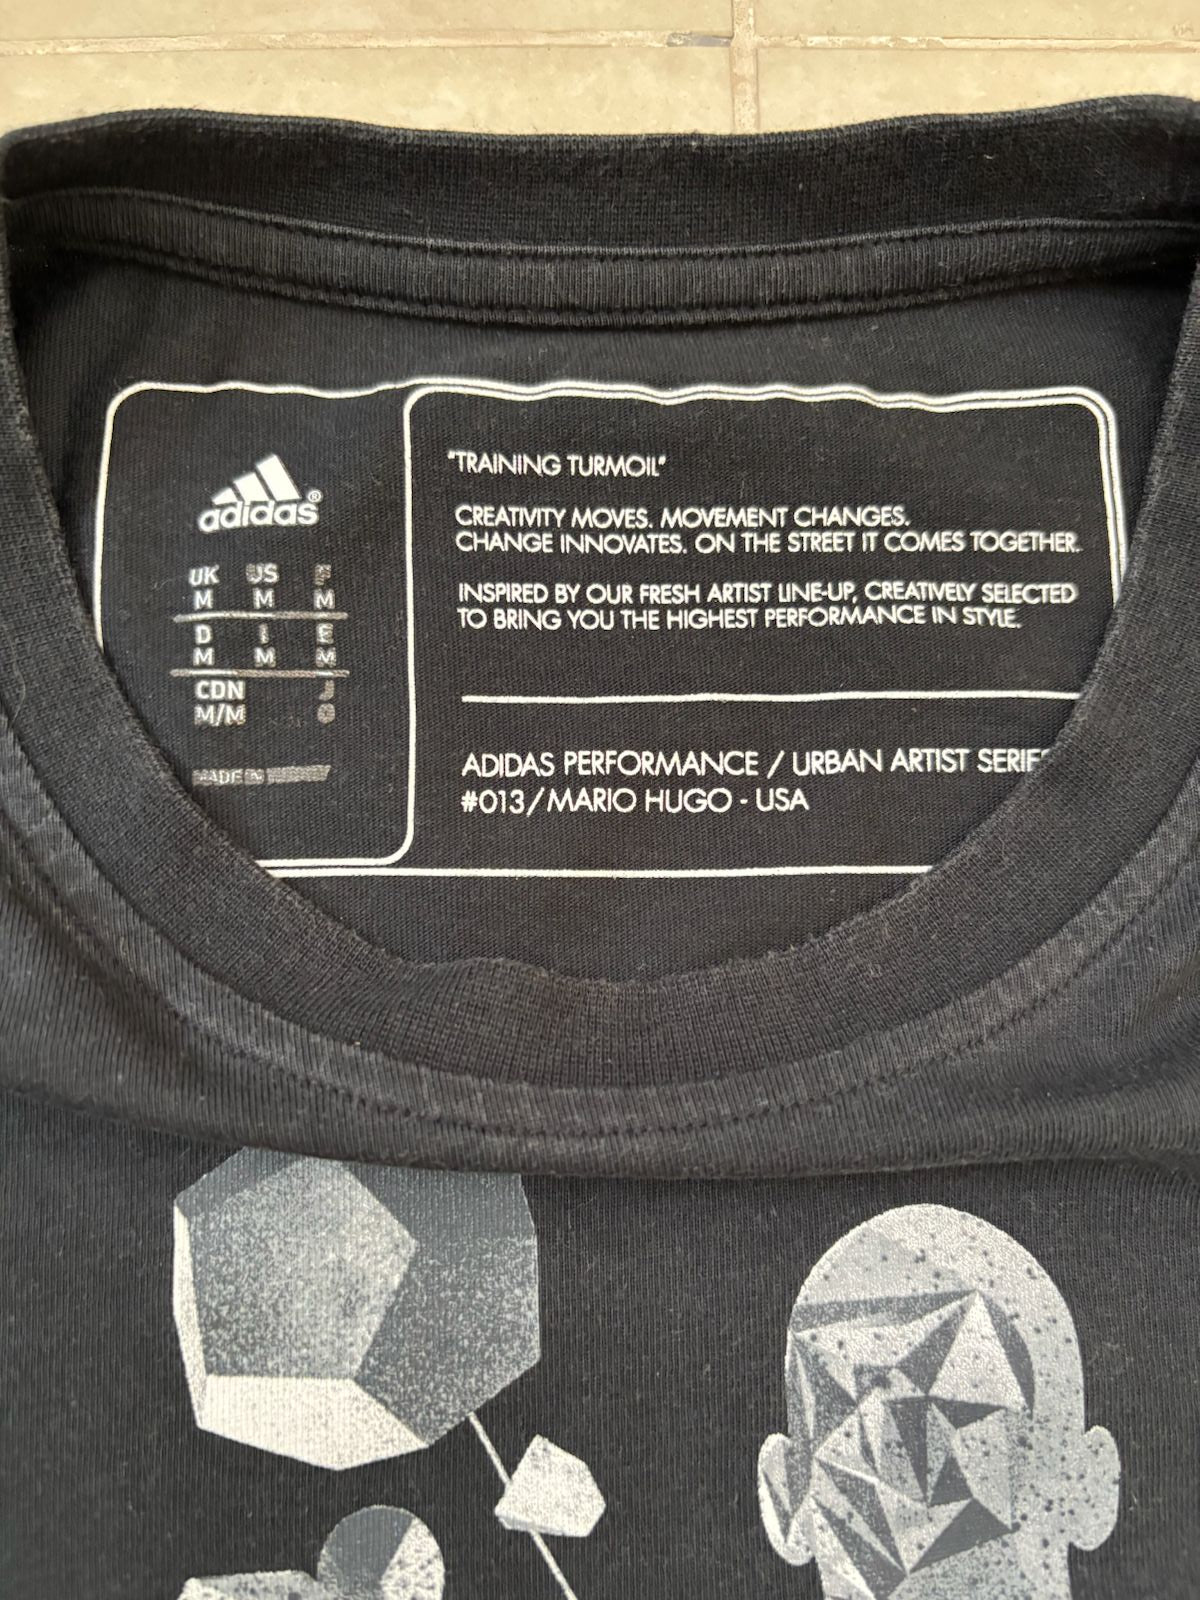 adidas®
UK US F
M M M
D I E
M M M
CDN J
M/M O
MADE IN
"TRAINING TURMOIL"
CREATIVITY MOVES. MOVEMENT CHANGES.
CHANGE INNOVATES. ON THE STREET IT COMES TOGETHER.
INSPIRED BY OUR FRESH ARTIST LINE-UP, CREATIVELY SELECTED
TO BRING YOU THE HIGHEST PERFORMANCE IN STYLE.
ADIDAS PERFORMANCE / URBAN ARTIST SERIES
#013/MARIO HUGO - USA